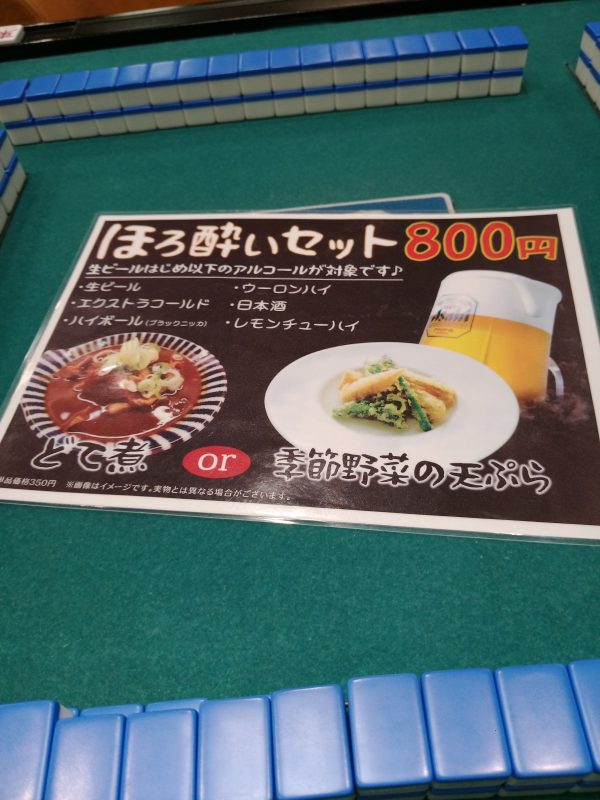 ほろ酔いセット 800円
生ビールはじめ以下のアルコールが対象です♪
・生ビール ・ウーロンハイ
・エクストラコールド ・日本酒
・ハイボール(ブラックニッカ) ・レモンチューハイ
Asahi
どて煮 or 季節野菜の天ぷら
単品価格350円 ※画像はイメージです。実物とは異なる場合がございます。